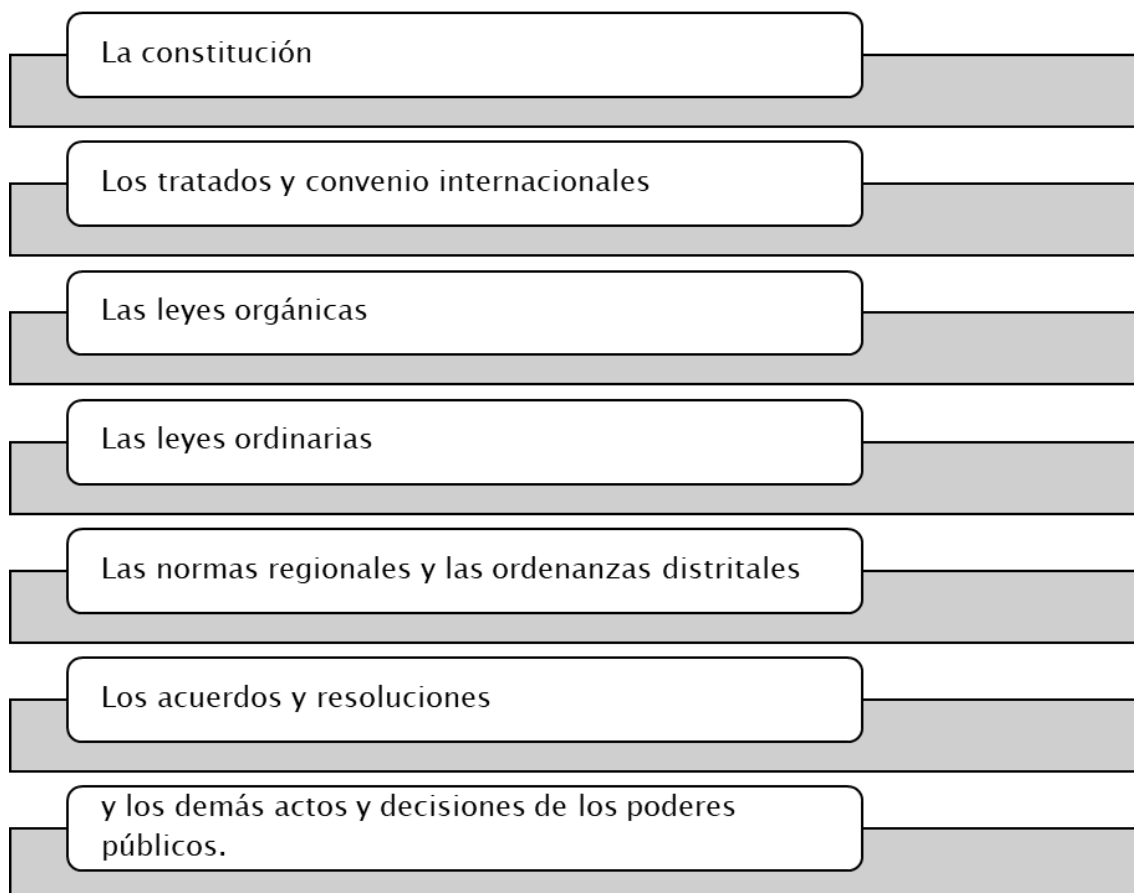 La constitución
Los tratados y convenio internacionales
Las leyes orgánicas
Las leyes ordinarias
Las normas regionales y las ordenanzas distritales
Los acuerdos y resoluciones
y los demás actos y decisiones de los poderes
públicos.